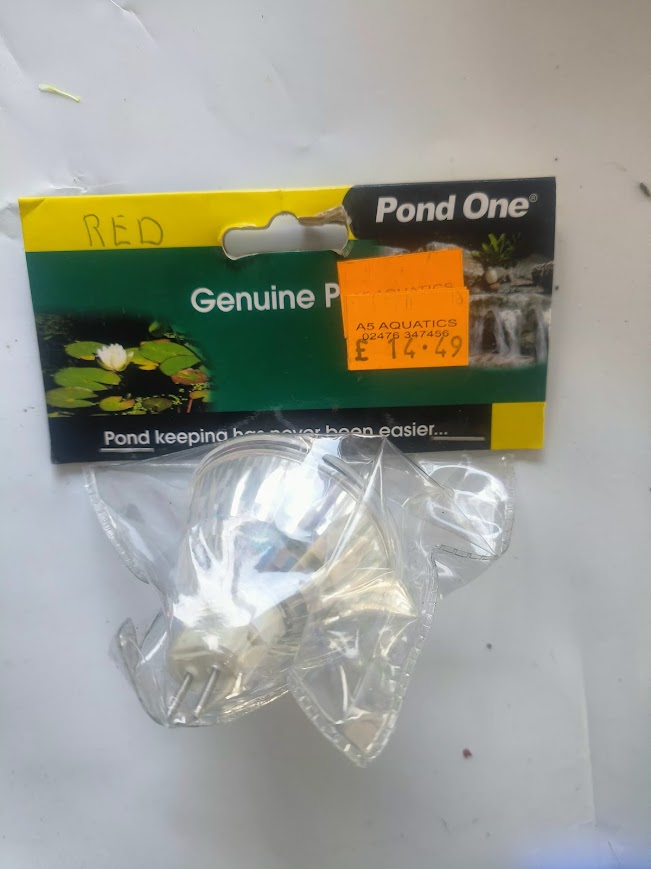 RED
Pond One®
Genuine P
A5 AQUATICS
02476 347456
£ 14.49
Pond keeping has never been easier...